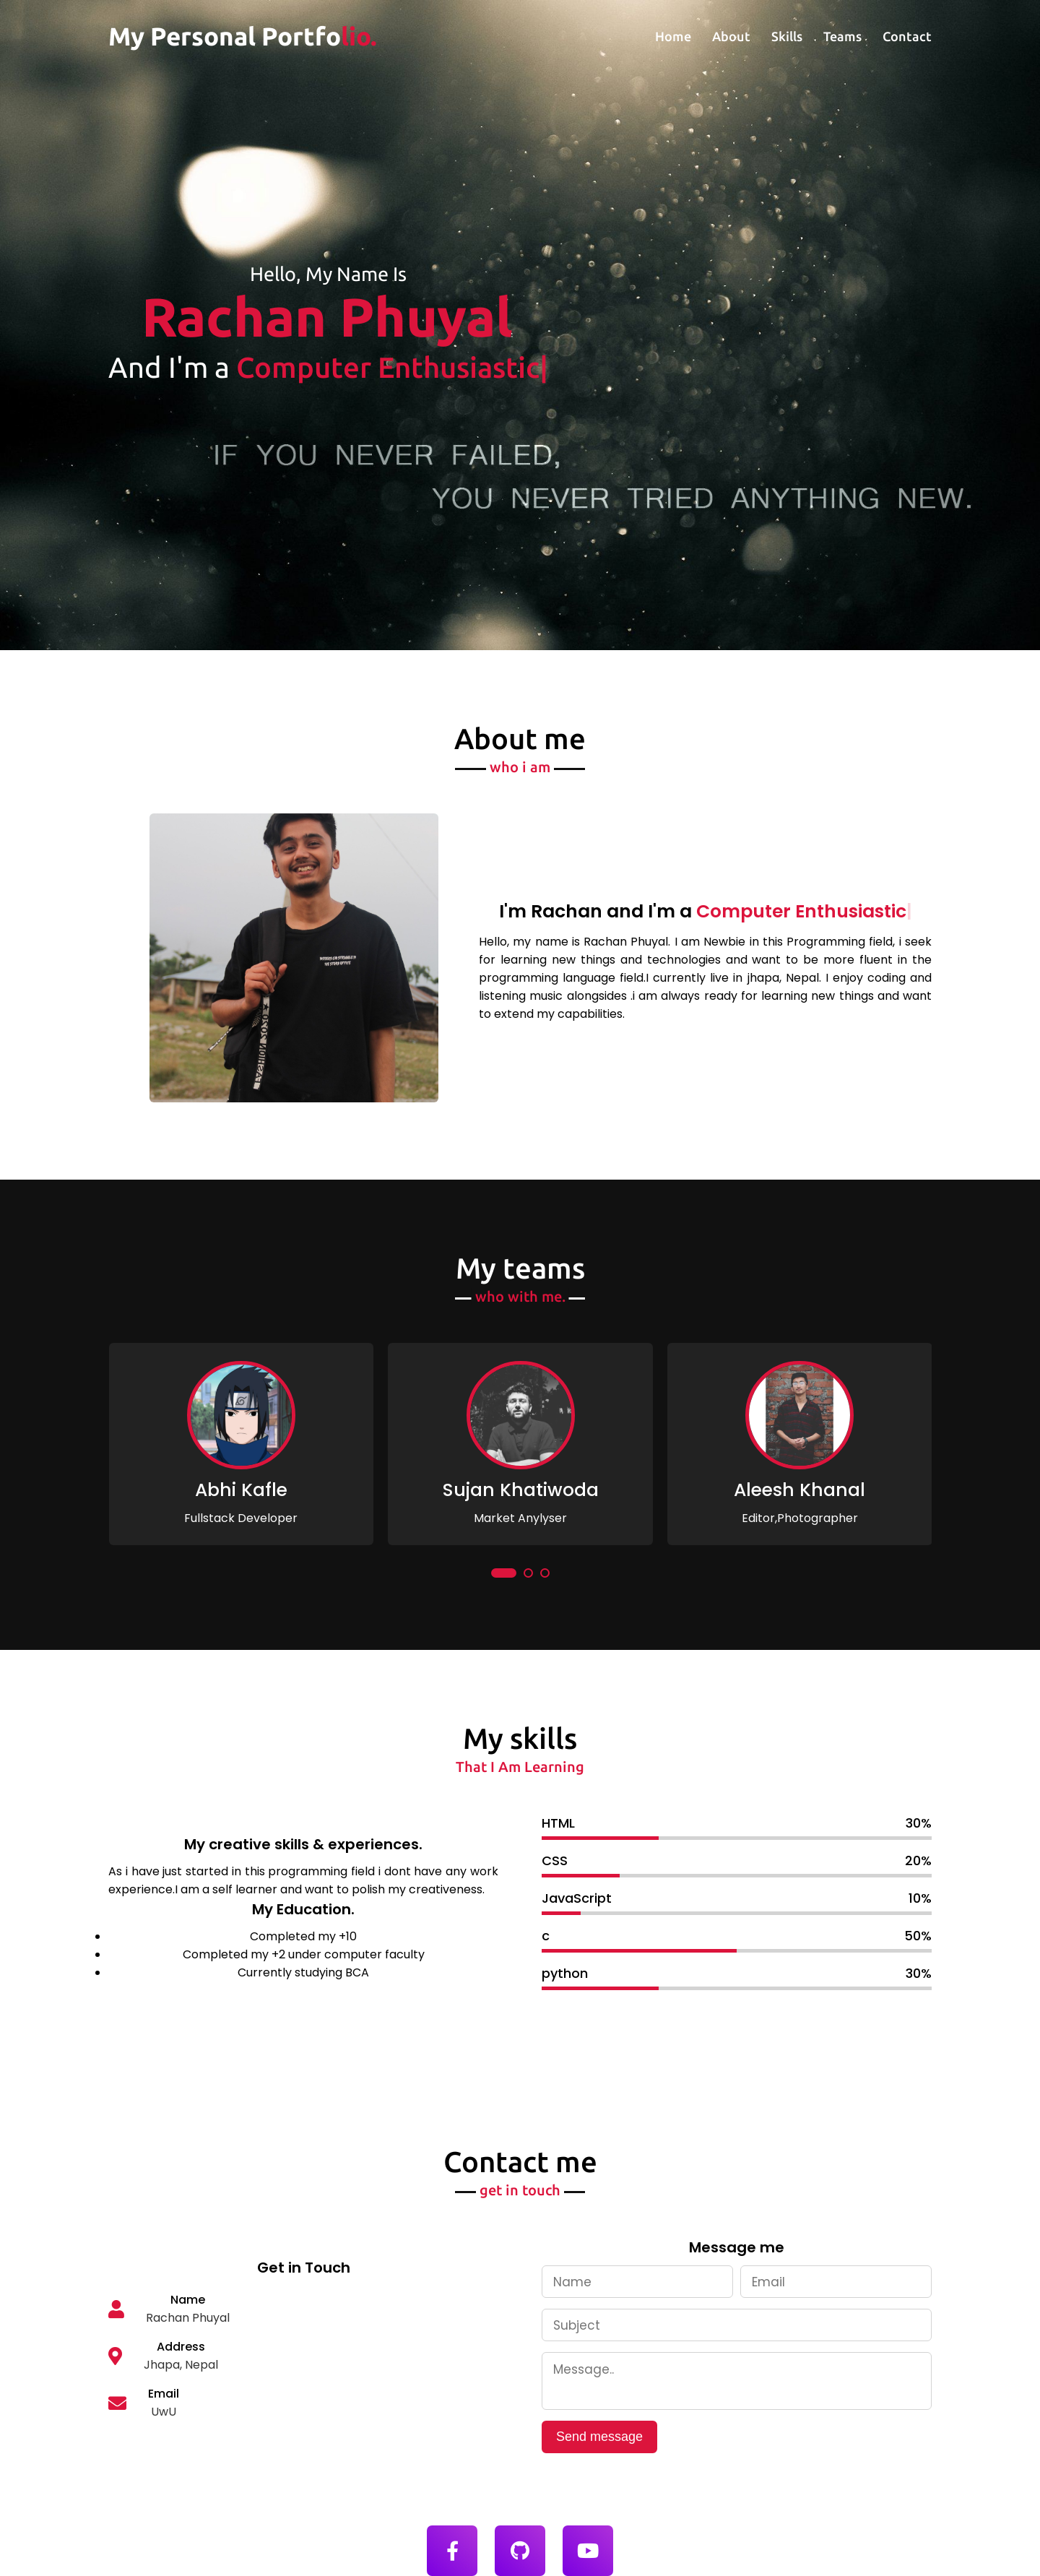 My Personal Portfolio.
Home About Skills Teams Contact
Hello, My Name Is
Rachan Phuyal
And I'm a Computer Enthusiastic|
IF YOU NEVER FAILED,
YOU NEVER TRIED ANYTHING NEW.
About me
who i am
I'm Rachan and I'm a Computer Enthusiastic|
Hello, my name is Rachan Phuyal. I am Newbie in this Programming field, i seek
for learning new things and technologies and want to be more fluent in the
programming language field.I currently live in jhapa, Nepal. I enjoy coding and
listening music alongsides .i am always ready for learning new things and want
to extend my capabilities.
My teams
who with me.
Abhi Kafle
Fullstack Developer
Sujan Khatiwoda
Market Anylyser
Aleesh Khanal
Editor,Photographer
My skills
That I Am Learning
My creative skills & experiences.
As i have just started in this programming field i dont have any work
experience.I am a self learner and want to polish my creativeness.
My Education.
Completed my +10
Completed my +2 under computer faculty
Currently studying BCA
HTML 30%
CSS 20%
JavaScript 10%
c 50%
python 30%
Contact me
get in touch
Get in Touch
Name
Rachan Phuyal
Address
Jhapa, Nepal
Email
UwU
Message me
Name Email
Subject
Message..
Send message